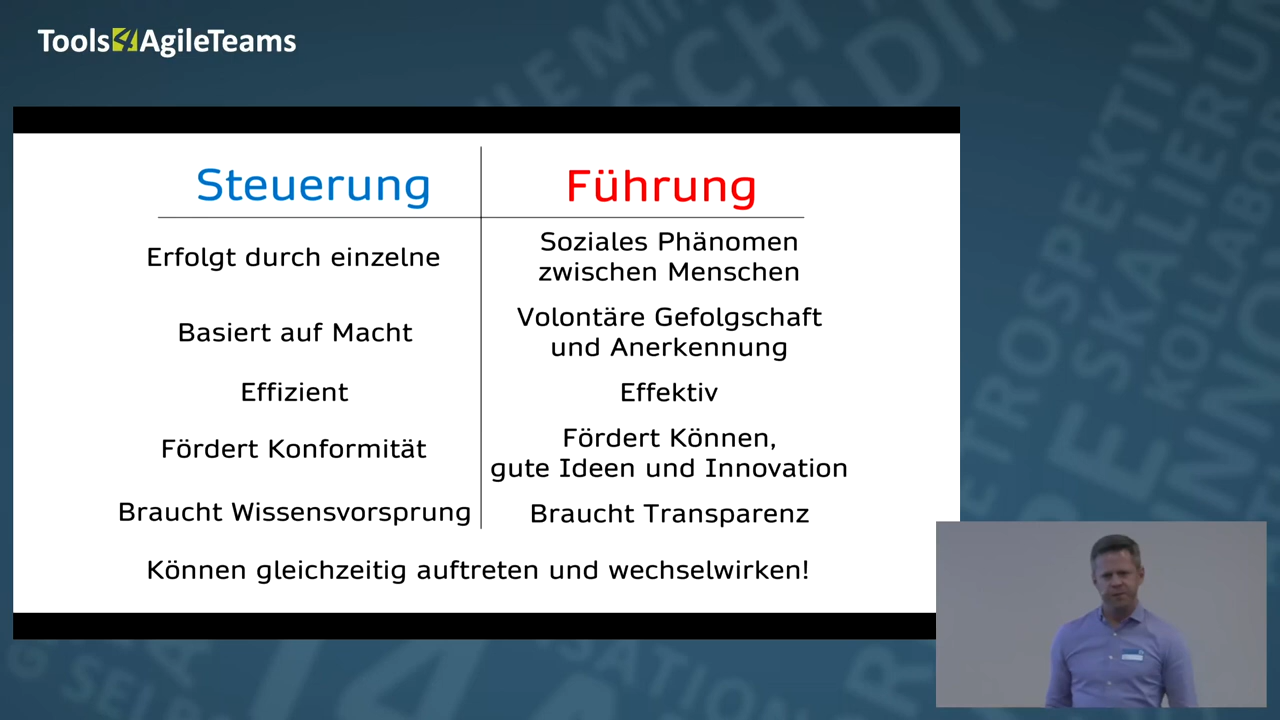 Tools4AgileTeams
Steuerung
Führung
Erfolgt durch einzelne
Soziales Phänomen
zwischen Menschen
Basiert auf Macht
Volontäre Gefolgschaft
und Anerkennung
Effizient
Effektiv
Fördert Konformität
Fördert Können,
gute Ideen und Innovation
Braucht Wissensvorsprung
Braucht Transparenz
Können gleichzeitig auftreten und wechselwirken!